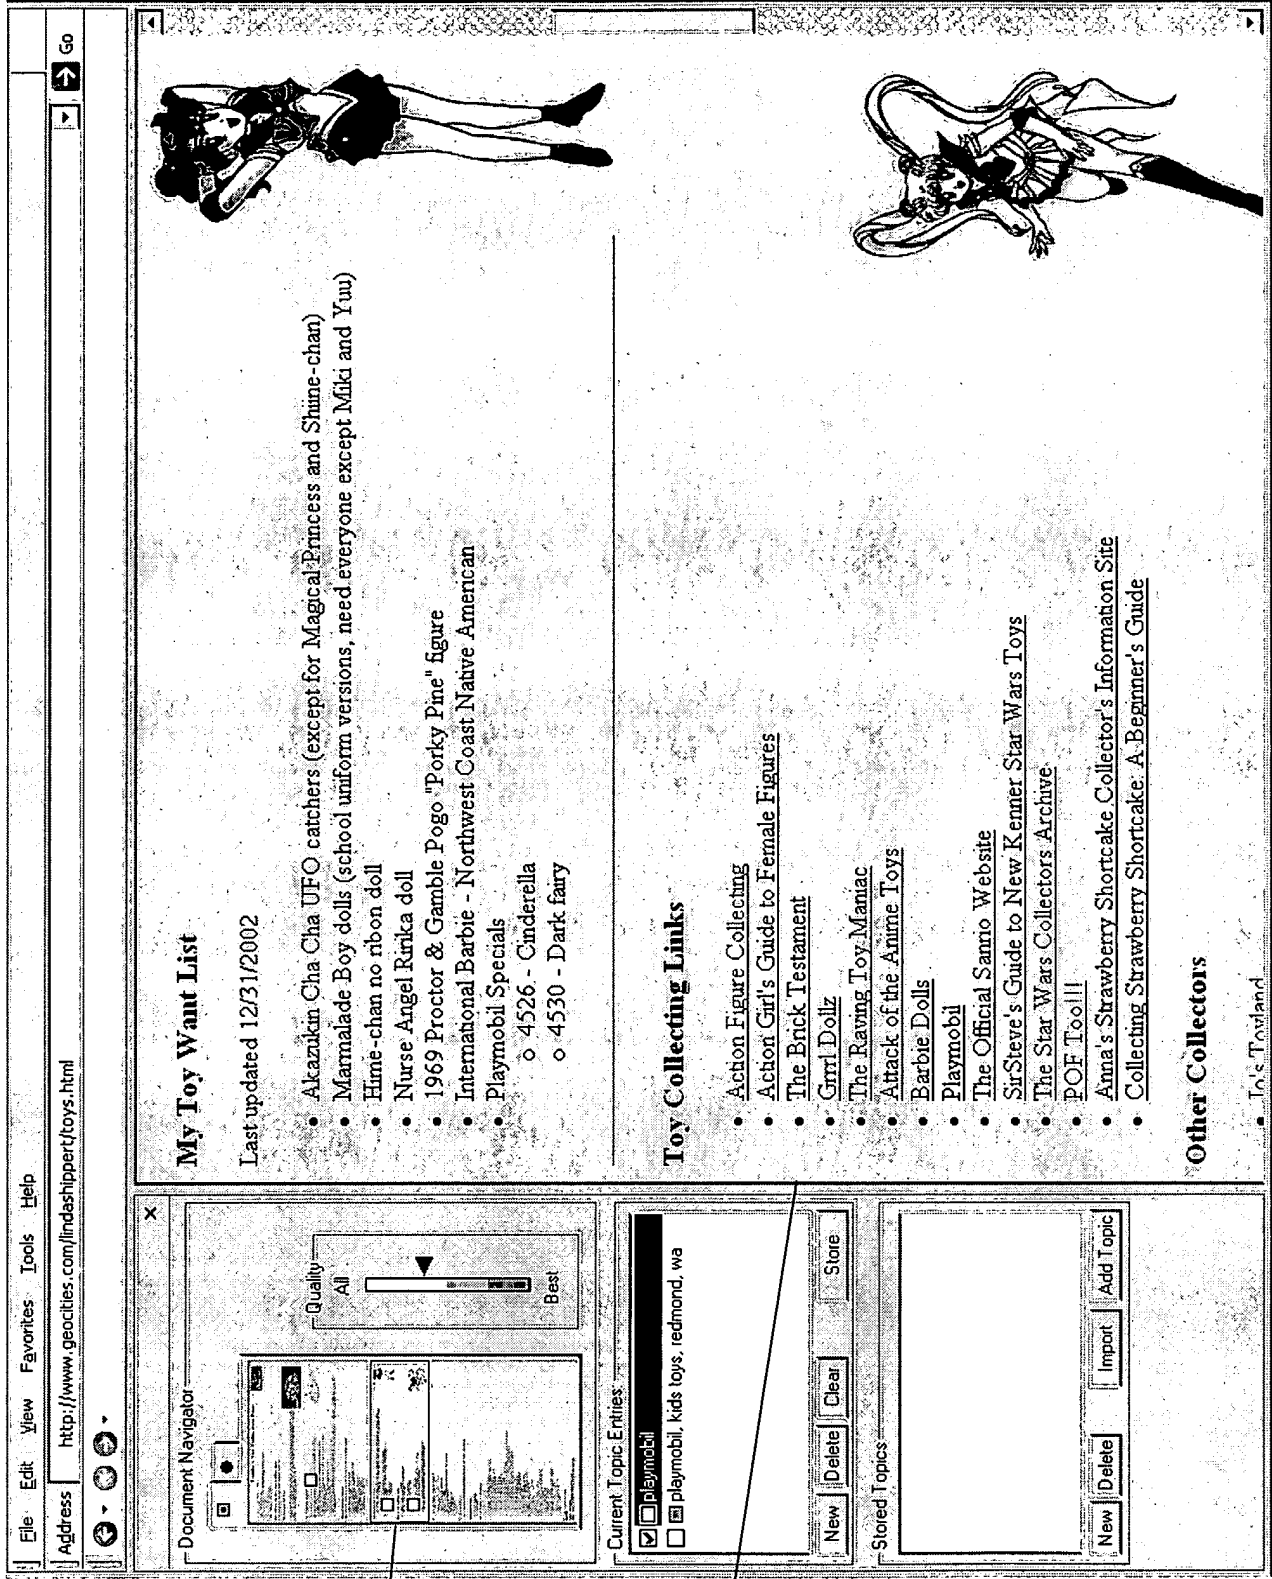 File Edit View Favorites Tools Help
Address http://www.geocities.com/lindashippert/toys.html Go
Document Navigator
Quality
All
Best
Current Topic Entries
playmobil
playmobil, kids toys, redmond, wa
New Delete Clear Store
Stored Topics
New Delete Import Add Topic
My Toy Want List
Last updated 12/31/2002
• Akazukin Cha Cha UFO catchers (except for Magical Princess and Shiine-chan)
• Marmalade Boy dolls (school uniform versions, need everyone except Miki and Yuu)
• Hime-chan no ribon doll
• Nurse Angel Ririka doll
• 1969 Proctor & Gamble Pogo "Porky Pine" figure
• International Barbie - Northwest Coast Native American
• Playmobil Specials
o 4526 - Cinderella
o 4530 - Dark fairy
Toy Collecting Links
• Action Figure Collecting
• Action Girl's Guide to Female Figures
• The Brick Testament
• Grrrl Dollz
• The Raving Toy Maniac
• Attack of the Anime Toys
• Barbie Dolls
• Playmobil
• The Official Sanrio Website
• SirSteve's Guide to New Kenner Star Wars Toys
• The Star Wars Collectors Archive
• POF Too!!!
• Anna's Strawberry Shortcake Collector's Information Site
• Collecting Strawberry Shortcake: A Beginner's Guide
Other Collectors
• Jo's Toyland